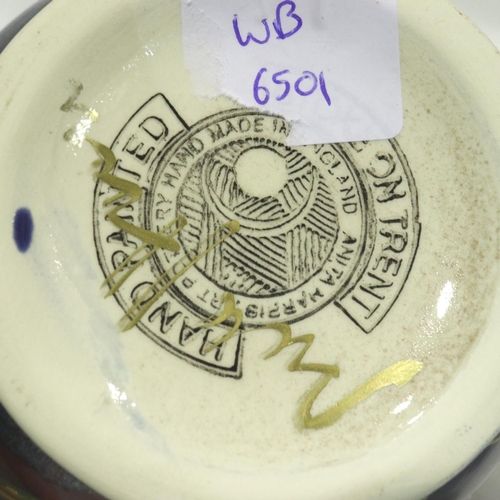 WB
6501
HAND PAINTED
ON TRENT
ANITA HARRIS ART POTTERY HAND MADE IN ENGLAND